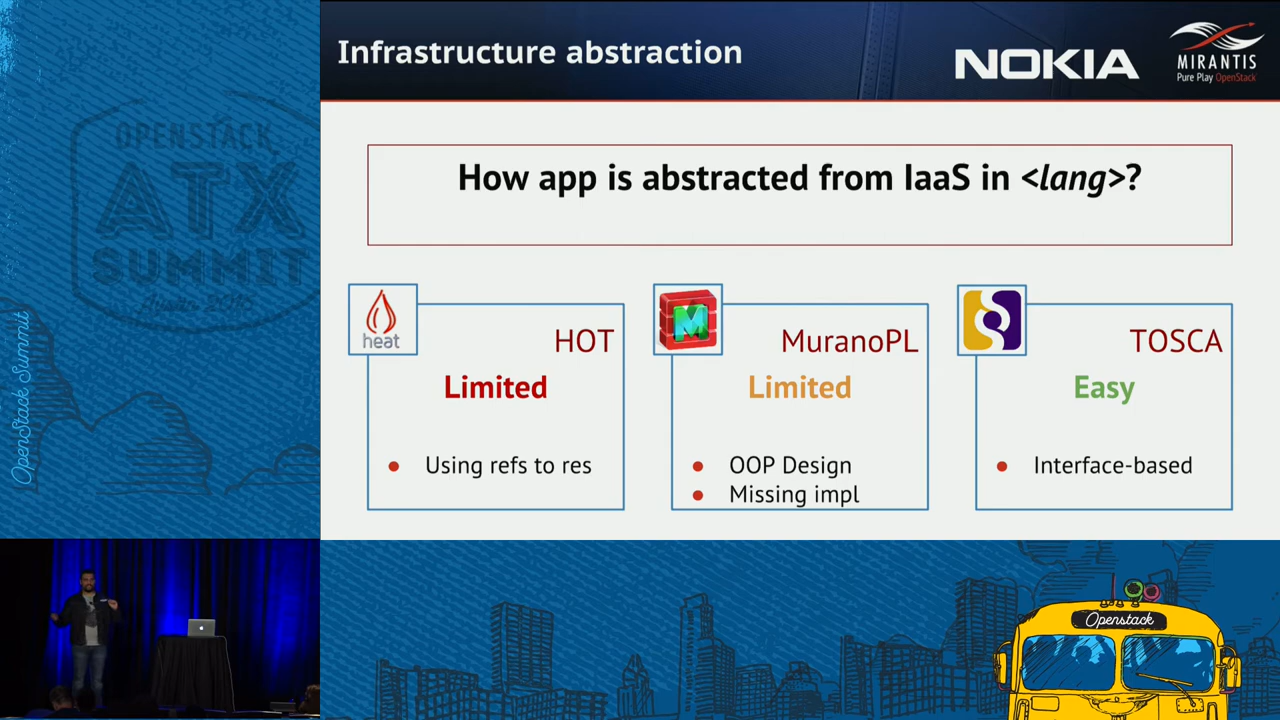 Infrastructure abstraction
NOKIA
MIRANTIS
Pure Play OpenStack
How app is abstracted from IaaS in <lang>?
heat
HOT
Limited
Using refs to res
M
MuranoPL
Limited
OOP Design
Missing impl
TOSCA
Easy
Interface-based
OPENSTACK
ATX
SUMMIT
OpenStack Summit
Openstack